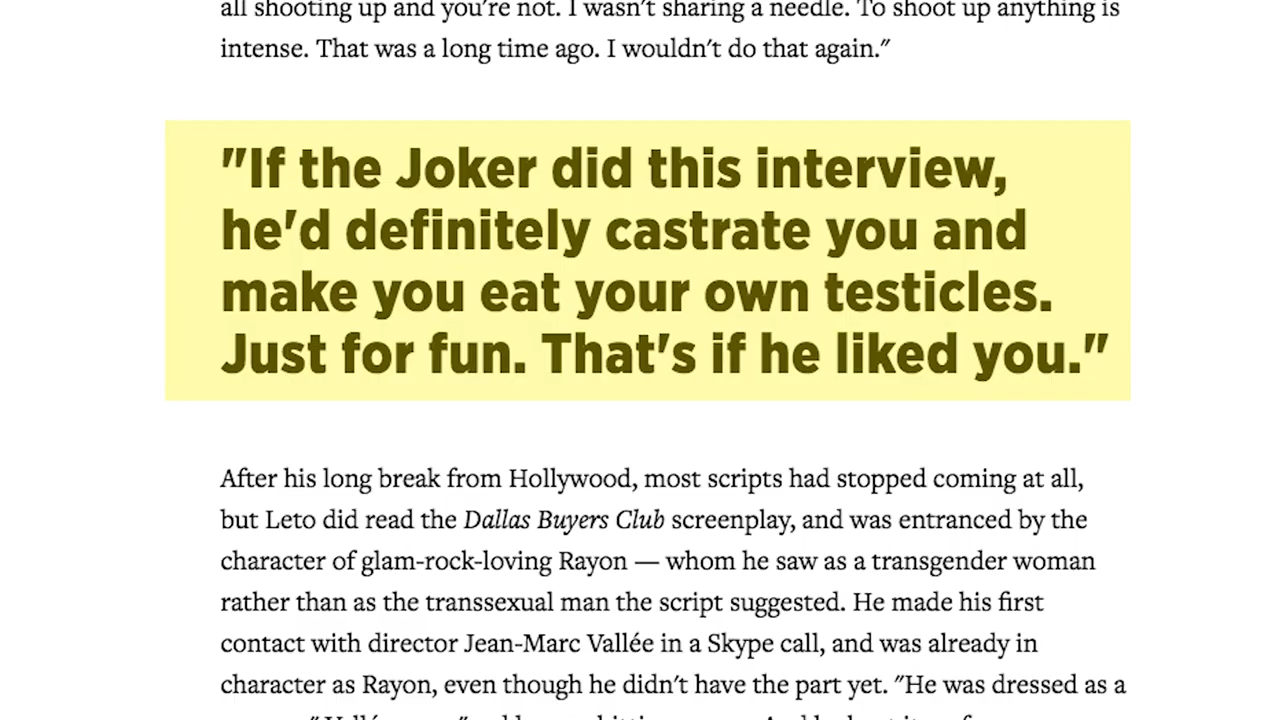 all shooting up and you're not. I wasn't sharing a needle. To shoot up anything is
intense. That was a long time ago. I wouldn't do that again."
"If the Joker did this interview,
he'd definitely castrate you and
make you eat your own testicles.
Just for fun. That's if he liked you."
After his long break from Hollywood, most scripts had stopped coming at all,
but Leto did read the Dallas Buyers Club screenplay, and was entranced by the
character of glam-rock-loving Rayon — whom he saw as a transgender woman
rather than as the transsexual man the script suggested. He made his first
contact with director Jean-Marc Vallée in a Skype call, and was already in
character as Rayon, even though he didn't have the part yet. "He was dressed as a